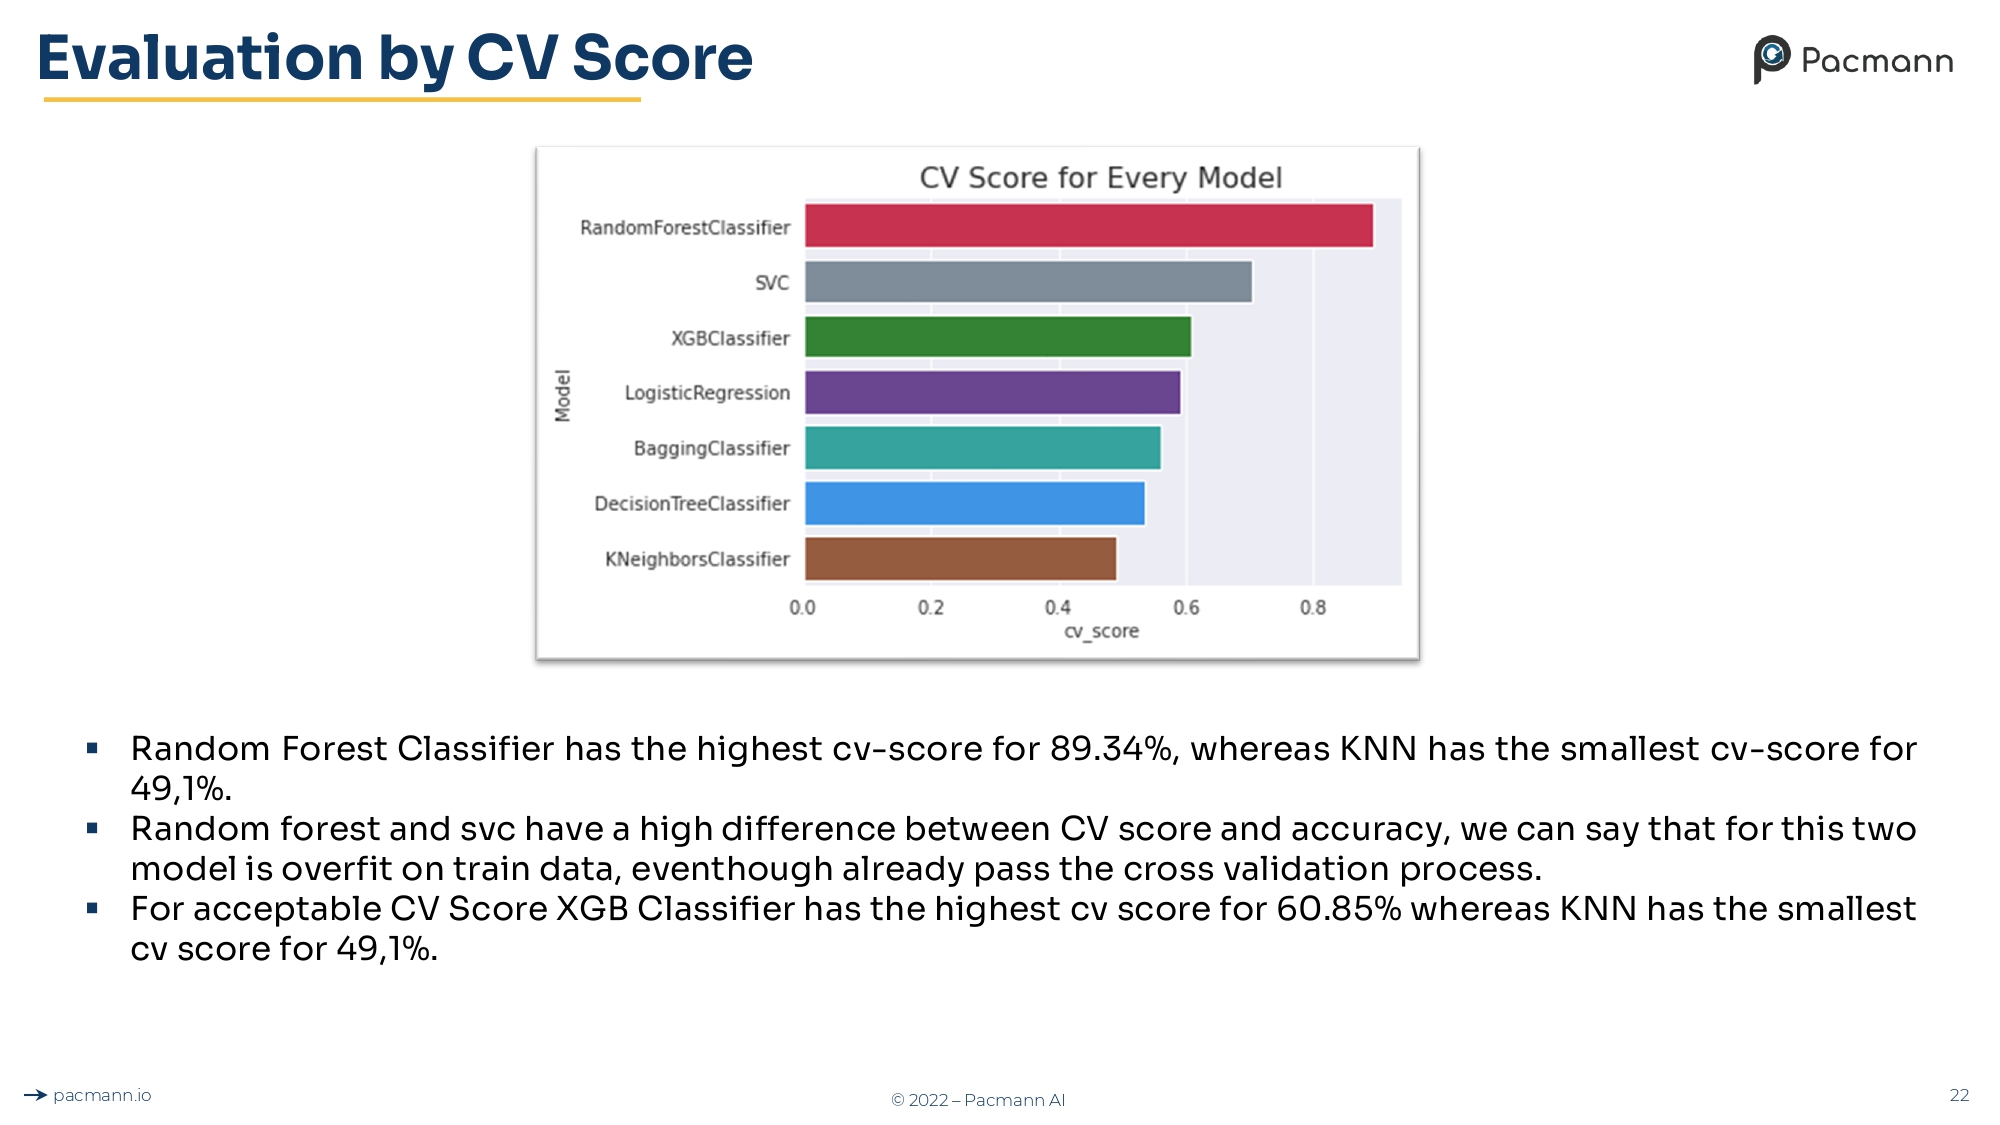 Evaluation by CV Score
Pacmann
CV Score for Every Model
RandomForestClassifier
SVC
XGBClassifier
LogisticRegression
BaggingClassifier
DecisionTreeClassifier
KNeighborsClassifier
Model
0.0 0.2 0.4 0.6 0.8
cv_score
▪ Random Forest Classifier has the highest cv-score for 89.34%, whereas KNN has the smallest cv-score for
49,1%.
▪ Random forest and svc have a high difference between CV score and accuracy, we can say that for this two
model is overfit on train data, eventhough already pass the cross validation process.
▪ For acceptable CV Score XGB Classifier has the highest cv score for 60.85% whereas KNN has the smallest
cv score for 49,1%.
pacmann.io
© 2022 – Pacmann AI
22